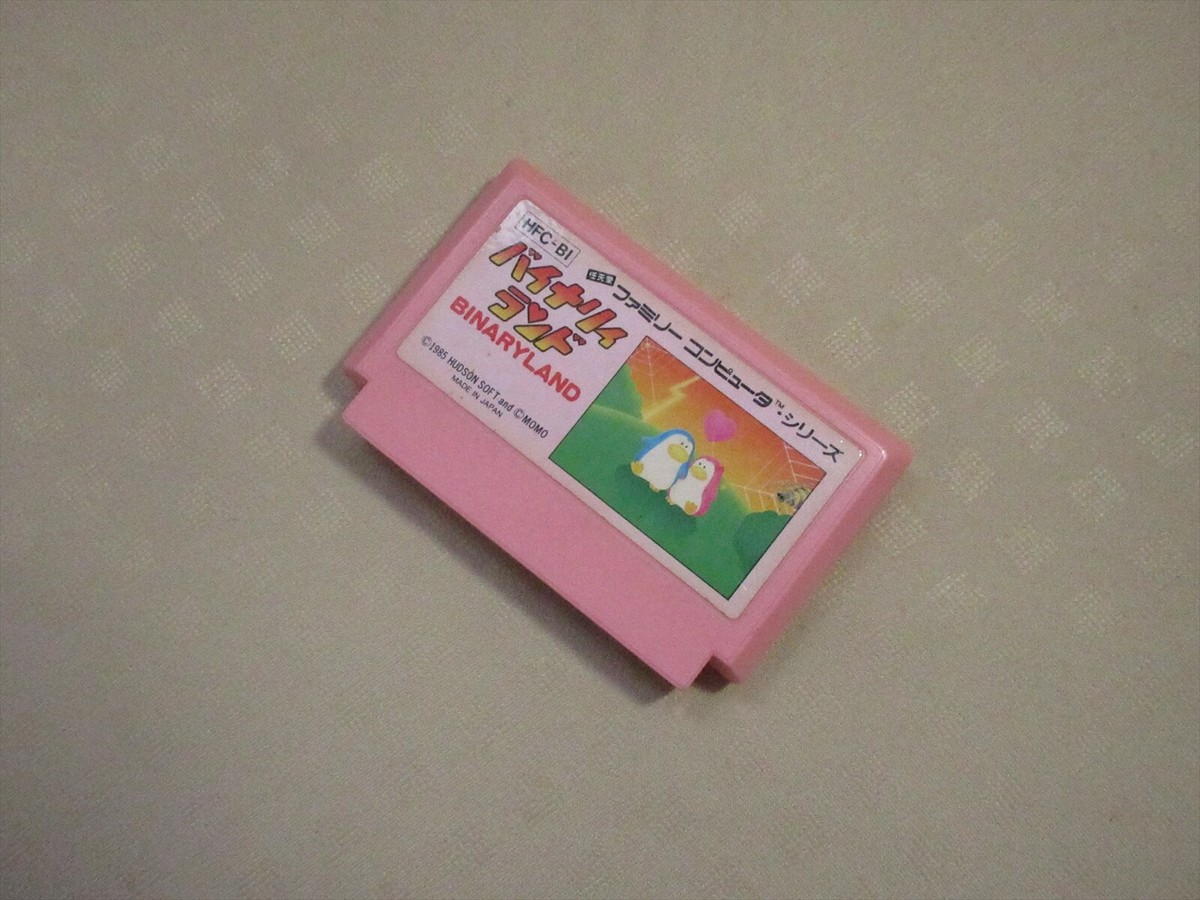 HFC-BI
バイナリィ
ランド
BINARYLAND
©1985 HUDSON SOFT and ©MOMO
MADE IN JAPAN
任天堂 ファミリー コンピュータ™・シリーズ